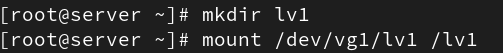 [root@server ~]# mkdir lv1
[root@server ~]# mount /dev/vg1/lv1 /lv1